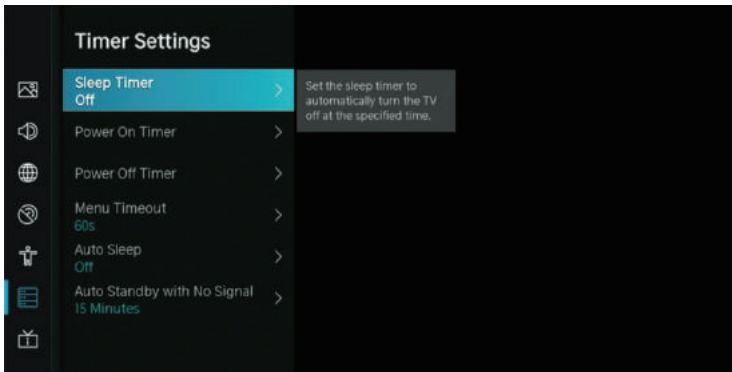 Timer Settings
Sleep Timer
Off
Set the sleep timer to
automatically turn the TV
off at the specified time.
Power On Timer
Power Off Timer
Menu Timeout
60s
Auto Sleep
Off
Auto Standby with No Signal
15 Minutes